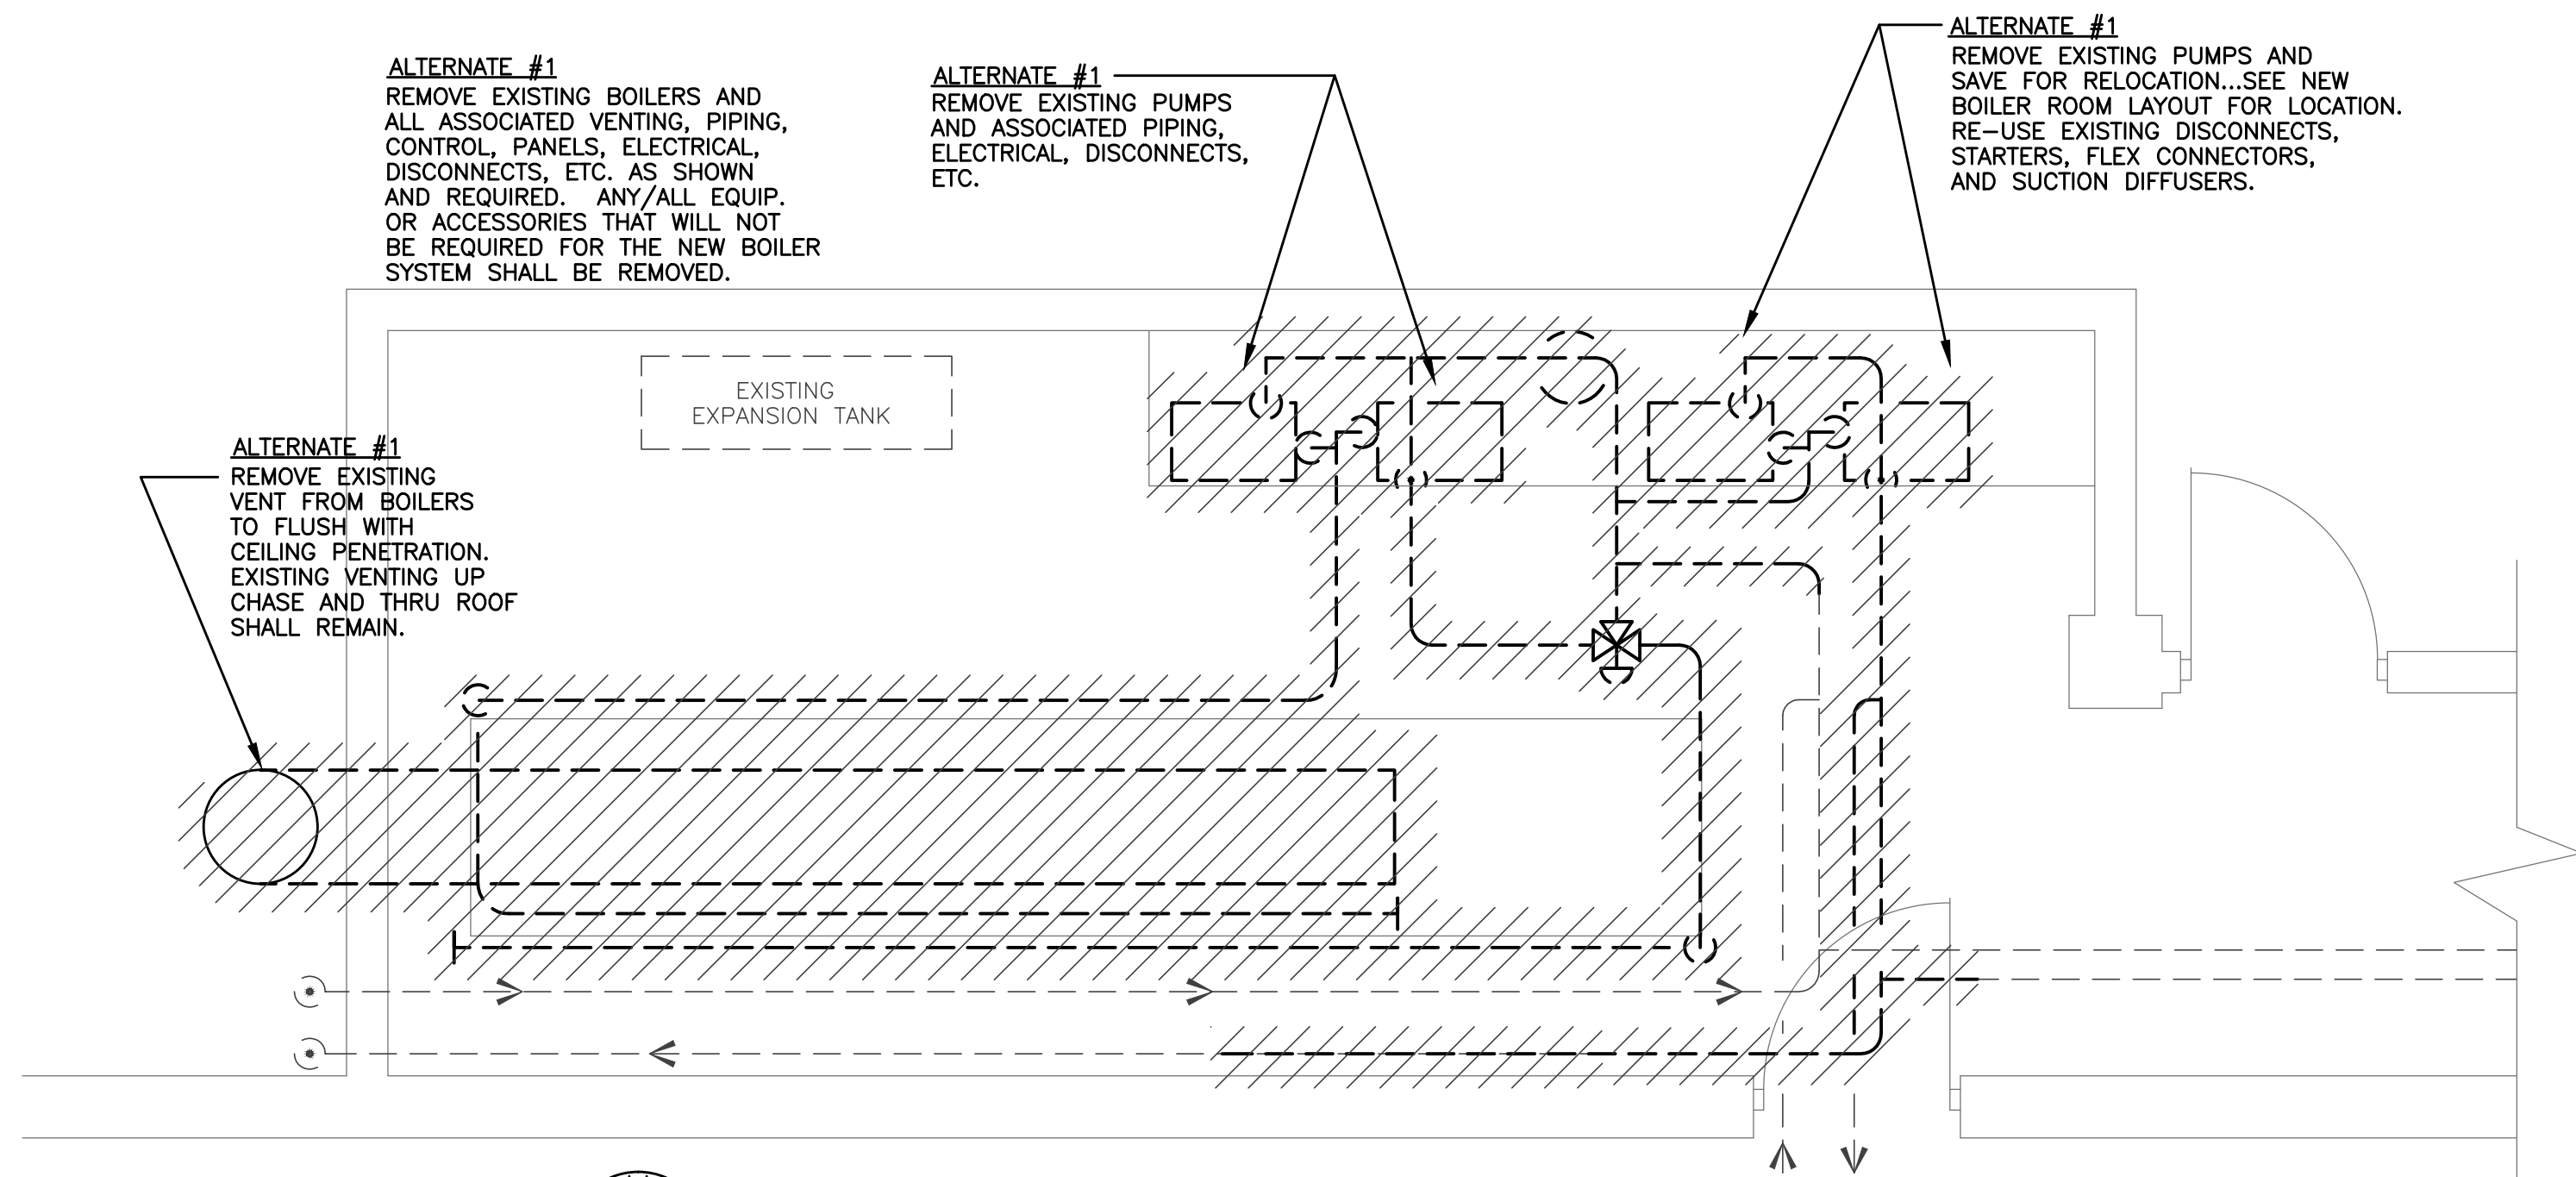 ALTERNATE #1
REMOVE EXISTING BOILERS AND
ALL ASSOCIATED VENTING, PIPING,
CONTROL, PANELS, ELECTRICAL,
DISCONNECTS, ETC. AS SHOWN
AND REQUIRED. ANY/ALL EQUIP.
OR ACCESSORIES THAT WILL NOT
BE REQUIRED FOR THE NEW BOILER
SYSTEM SHALL BE REMOVED.
ALTERNATE #1
REMOVE EXISTING PUMPS
AND ASSOCIATED PIPING,
ELECTRICAL, DISCONNECTS,
ETC.
ALTERNATE #1
REMOVE EXISTING PUMPS AND
SAVE FOR RELOCATION...SEE NEW
BOILER ROOM LAYOUT FOR LOCATION.
RE-USE EXISTING DISCONNECTS,
STARTERS, FLEX CONNECTORS,
AND SUCTION DIFFUSERS.
EXISTING
EXPANSION TANK
ALTERNATE #1
REMOVE EXISTING
VENT FROM BOILERS
TO FLUSH WITH
CEILING PENETRATION.
EXISTING VENTING UP
CHASE AND THRU ROOF
SHALL REMAIN.